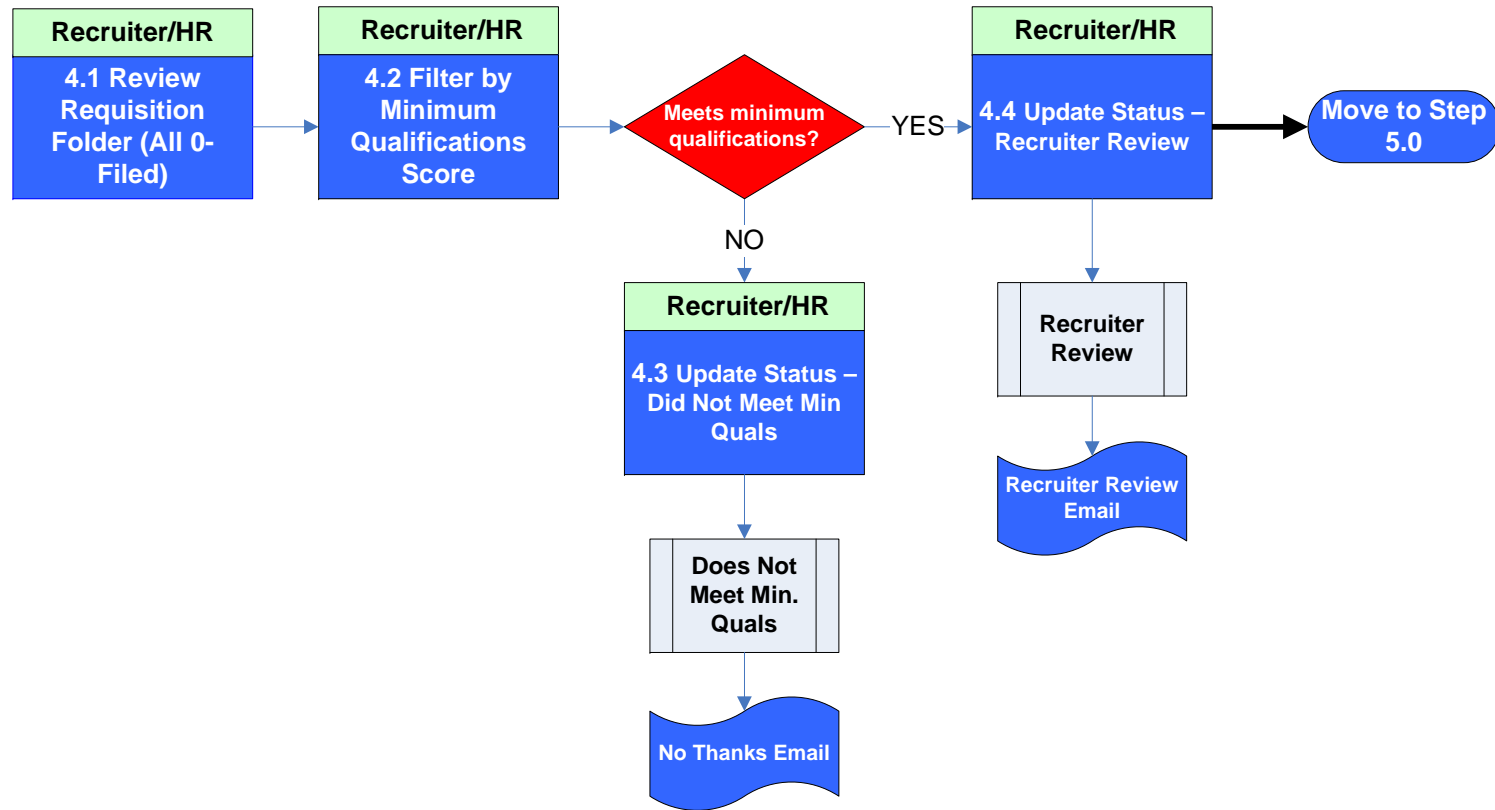 Recruiter/HR
4.1 Review
Requisition
Folder (All 0-
Filed)
Recruiter/HR
4.2 Filter by
Minimum
Qualifications
Score
Meets minimum
qualifications?
YES
Recruiter/HR
4.4 Update Status –
Recruiter Review
Move to Step
5.0
NO
Recruiter/HR
4.3 Update Status –
Did Not Meet Min
Quals
Recruiter
Review
Recruiter Review
Email
Does Not
Meet Min.
Quals
No Thanks Email